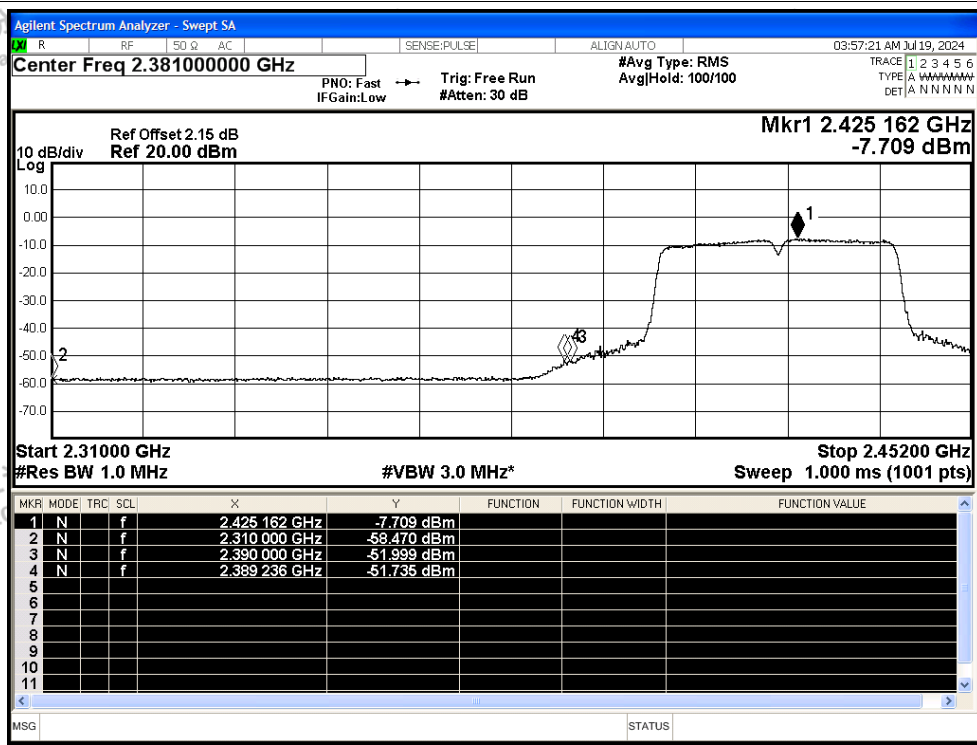 Agilent Spectrum Analyzer - Swept SA
LXI R RF 50 Ω AC SENSE:PULSE ALIGN AUTO 03:57:21 AM Jul 19, 2024
Center Freq 2.381000000 GHz
PNO: Fast
IFGain:Low
Trig: Free Run
#Atten: 30 dB
#Avg Type: RMS
Avg|Hold: 100/100
TRACE 1 2 3 4 5 6
TYPE A WWWWW
DET A N N N N N
Mkr1 2.425 162 GHz
-7.709 dBm
Ref Offset 2.15 dB
10 dB/div Ref 20.00 dBm
Log
10.0
0.00
-10.0
-20.0
-30.0
-40.0
-50.0
-60.0
-70.0
1
2
4 3
Start 2.31000 GHz Stop 2.45200 GHz
#Res BW 1.0 MHz #VBW 3.0 MHz* Sweep 1.000 ms (1001 pts)
MKR MODE TRC SCL X Y FUNCTION FUNCTION WIDTH FUNCTION VALUE
1 N f 2.425 162 GHz -7.709 dBm
2 N f 2.310 000 GHz -58.470 dBm
3 N f 2.390 000 GHz -51.999 dBm
4 N f 2.389 236 GHz -51.735 dBm
5
6
7
8
9
10
11
MSG STATUS